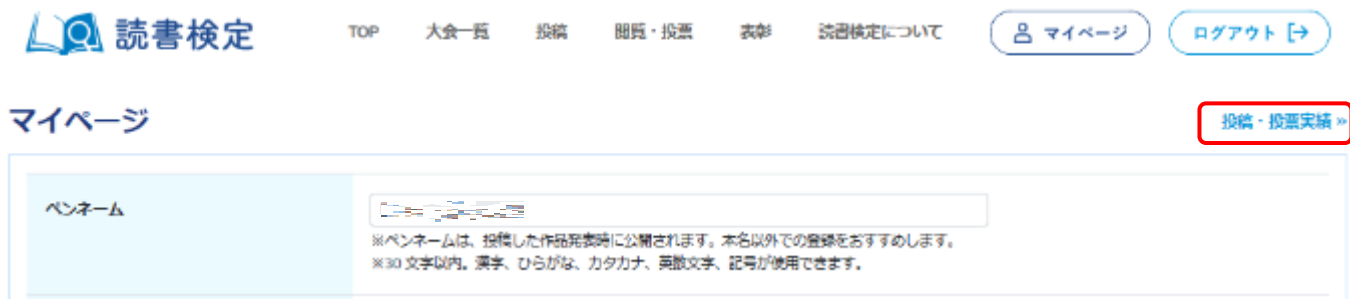 読書検定
TOP 大会一覧 投稿 閲覧・投票 表彰 読書検定について マイページ ログアウト
マイページ
投稿・投票実績 »
ペンネーム
※ペンネームは、投稿した作品発表時に公開されます。本名以外での登録をおすすめします。
※30 文字以内。漢字、ひらがな、カタカナ、英数文字、記号が使用できます。